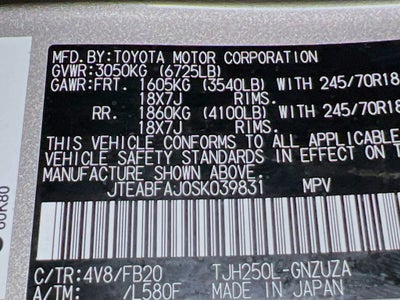 MFD.BY:TOYOTA MOTOR CORPORATION
GVWR:3050KG (6725LB)
GAWR:FRT. 1605KG (3540LB) WITH 245/70R18
18X7J RIMS.
RR. 1860KG (4100LB) WITH 245/70R18
18X7J RIMS.
THIS VEHICLE CONFORMS TO ALL APPLICABLE
VEHICLE SAFETY STANDARDS IN EFFECT ON T
MANUFACTURE SHOWN ABOVE.
JTEABFAJ0SK039831 MPV
C/TR:4V8/FB20 TJH250L-GNZUZA
A/TM: /L580F MADE IN JAPAN
00K80